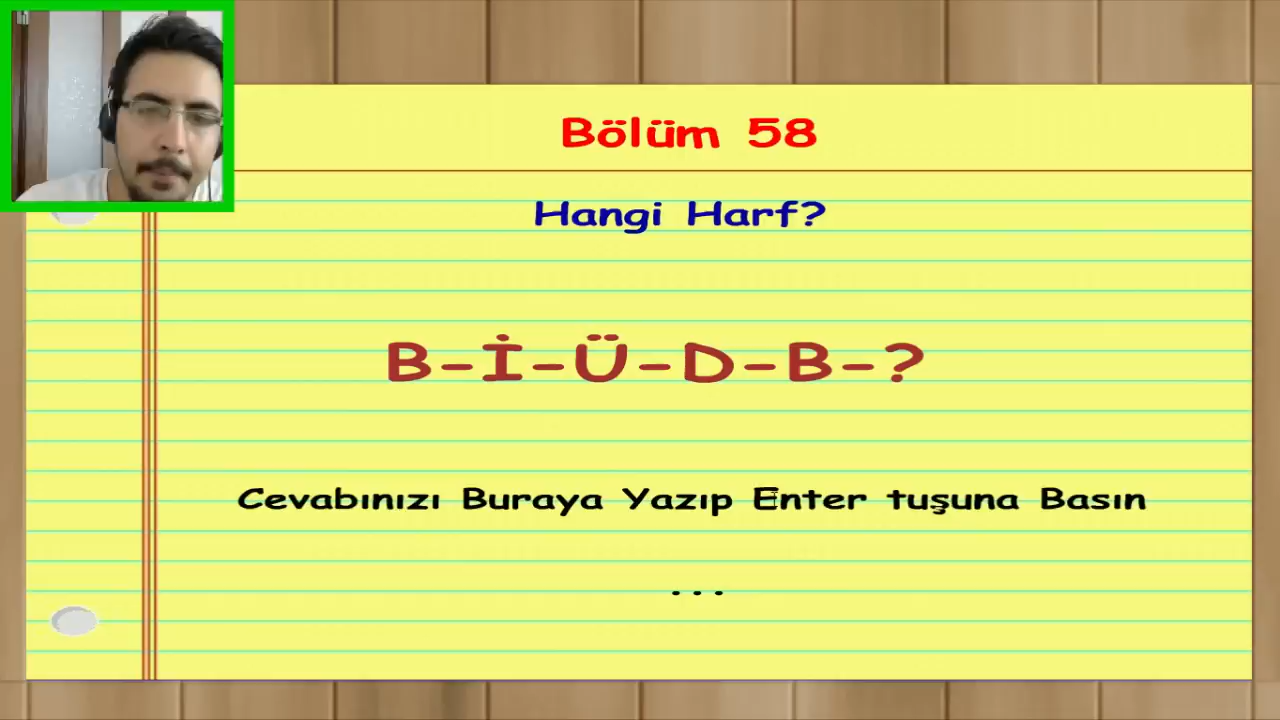 Bölüm 58
Hangi Harf?
B-İ-Ü-D-B-?
Cevabınızı Buraya Yazıp Enter tuşuna Basın
...